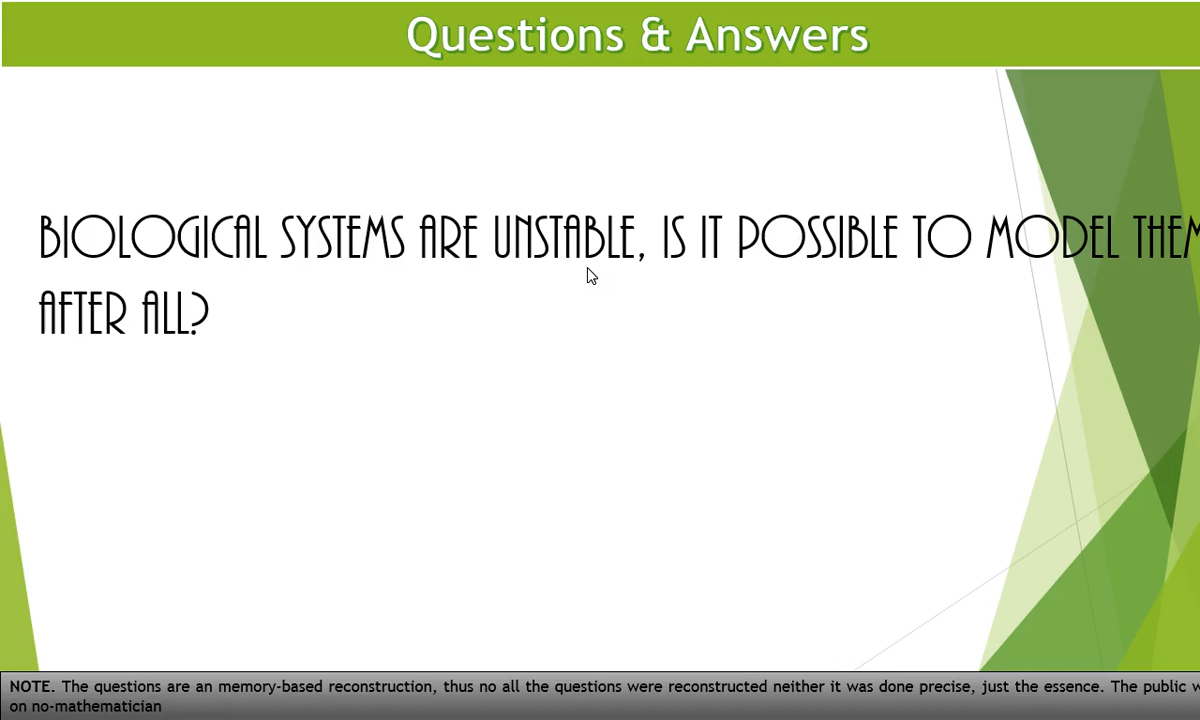 Questions & Answers
BIOLOGICAL SYSTEMS ARE UNSTABLE, IS IT POSSIBLE TO MODEL
AFTER ALL?
NOTE. The questions are an memory-based reconstruction, thus no all the questions were reconstructed neither it was done precise, just the essence. The public
on no-mathematician